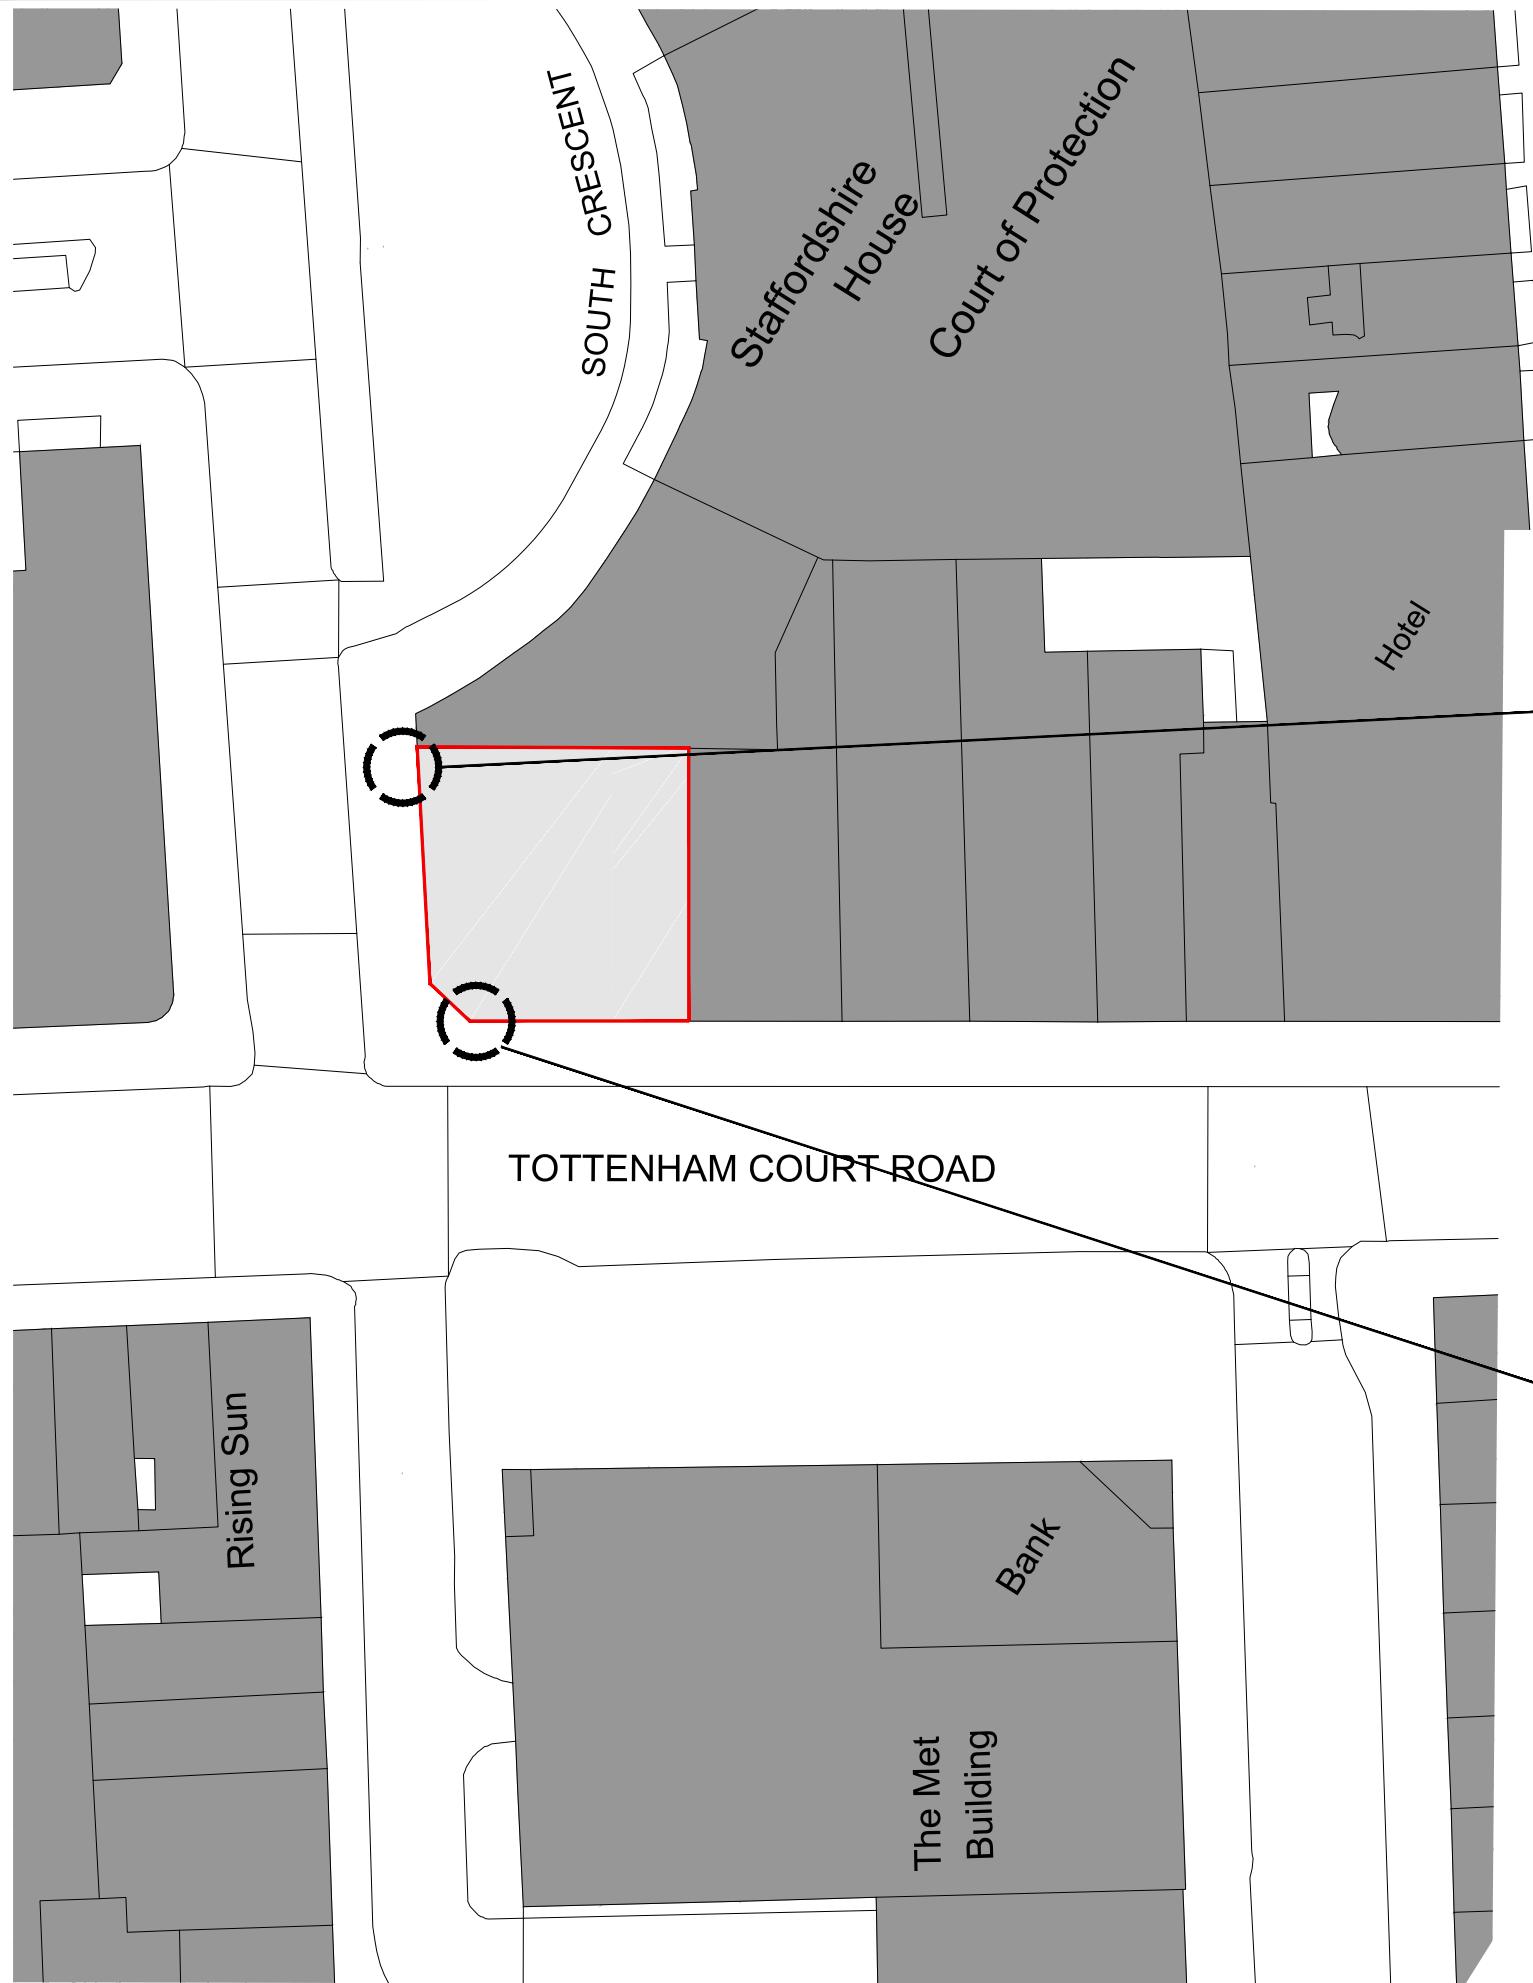 SOUTH CRESCENT
Staffordshire
House
Court of Protection
Hotel
TOTTENHAM COURT ROAD
Rising Sun
Bank
The Met
Building